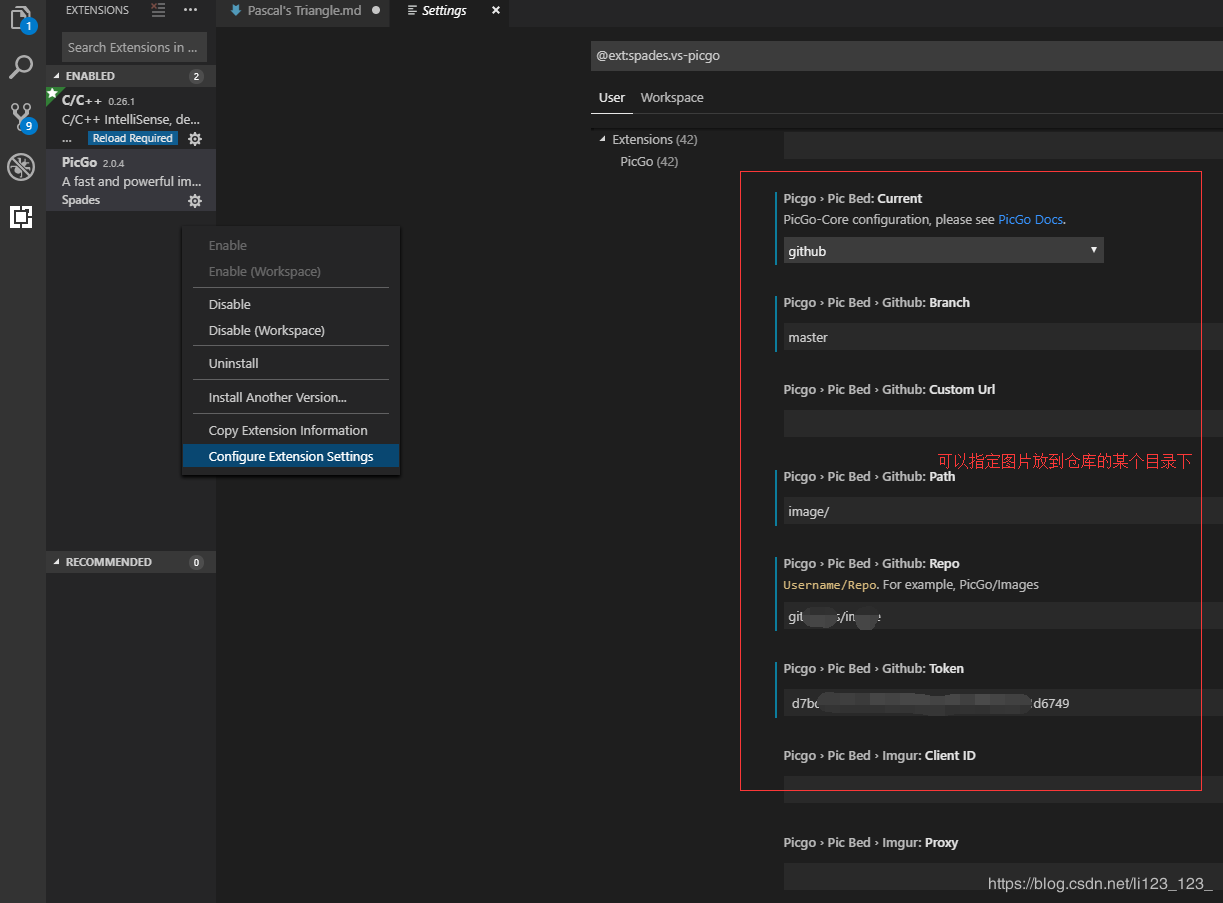 EXTENSIONS
Search Extensions in ...
ENABLED 2
C/C++ 0.26.1
C/C++ IntelliSense, de...
... Reload Required
PicGo 2.0.4
A fast and powerful im...
Spades
Enable
Enable (Workspace)
Disable
Disable (Workspace)
Uninstall
Install Another Version...
Copy Extension Information
Configure Extension Settings
RECOMMENDED 0
1
9
Pascal's Triangle.md
Settings
@ext:spades.vs-picgo
User Workspace
Extensions (42)
PicGo (42)
Picgo › Pic Bed: Current
PicGo-Core configuration, please see PicGo Docs.
github
Picgo › Pic Bed › Github: Branch
master
Picgo › Pic Bed › Github: Custom Url
可以指定图片放到仓库的某个目录下
Picgo › Pic Bed › Github: Path
image/
Picgo › Pic Bed › Github: Repo
Username/Repo. For example, PicGo/Images
Picgo › Pic Bed › Github: Token
Picgo › Pic Bed › Imgur: Client ID
Picgo › Pic Bed › Imgur: Proxy
https://blog.csdn.net/li123_123_